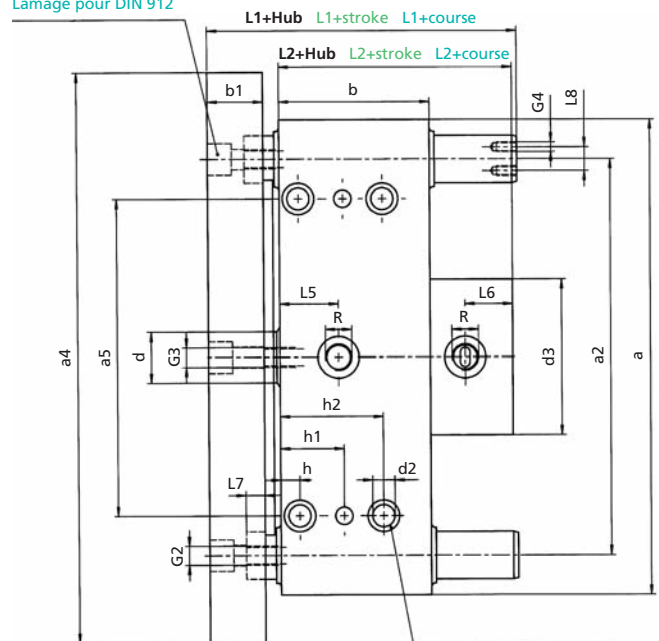 Lamage pour DIN 912
L1+Hub L1+stroke L1+course
L2+Hub L2+stroke L2+course
b1
b
G4
L8
L5
L6
R
R
a4
a5
d
G3
d3
a2
a
h2
h1
h
d2
L7
G2